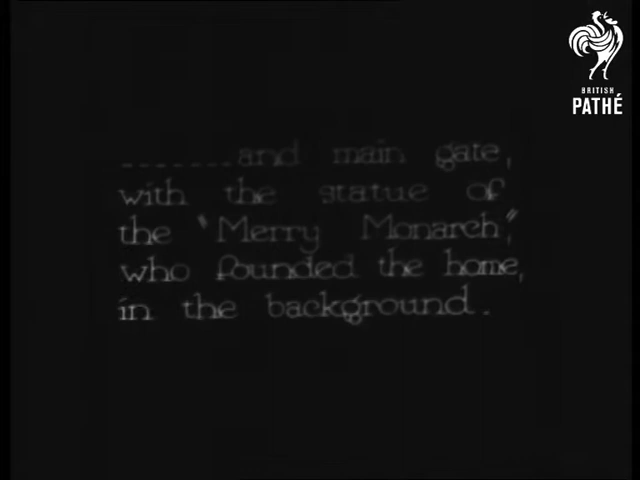 BRITISH
PATHÉ
.......and main gate,
with the statue of
the "Merry Monarch",
who founded the home,
in the background.